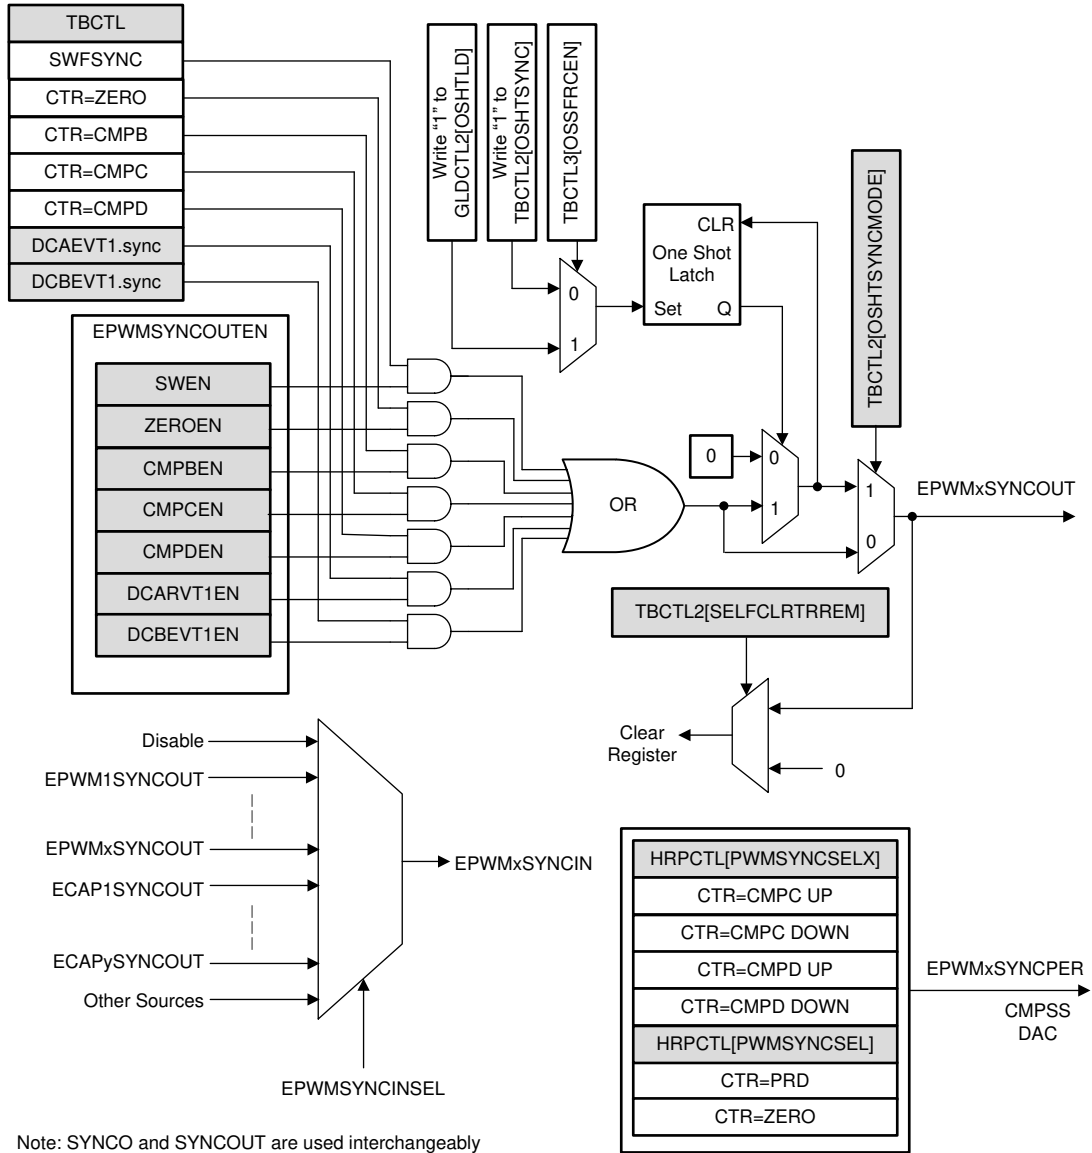 TBCTL
SWFSYNC
CTR=ZERO
CTR=CMPB
CTR=CMPC
CTR=CMPD
DCAEVT1.sync
DCBEVT1.sync
EPWMSYNCOUTEN
SWEN
ZEROEN
CMPBEN
CMPCEN
CMPDEN
DCARVT1EN
DCBEVT1EN
Write “1” to
GLDCTL2[OSHTLD]
Write “1” to
TBCTL2[OSHTSYNC]
TBCTL3[OSSFRCEN]
0
1
CLR
One Shot
Latch
Set Q
TBCTL2[OSHTSYNCMODE]
OR
0
0
1
1
0
EPWMxSYNCOUT
TBCTL2[SELFCLRTRREM]
Clear
Register
0
Disable
EPWM1SYNCOUT
EPWMxSYNCOUT
ECAP1SYNCOUT
ECAPySYNCOUT
Other Sources
EPWMxSYNCIN
EPWMSYNCINSEL
HRPCTL[PWMSYNCSELX]
CTR=CMPC UP
CTR=CMPC DOWN
CTR=CMPD UP
CTR=CMPD DOWN
HRPCTL[PWMSYNCSEL]
CTR=PRD
CTR=ZERO
EPWMxSYNCPER
CMPSS
DAC
Note: SYNCO and SYNCOUT are used interchangeably